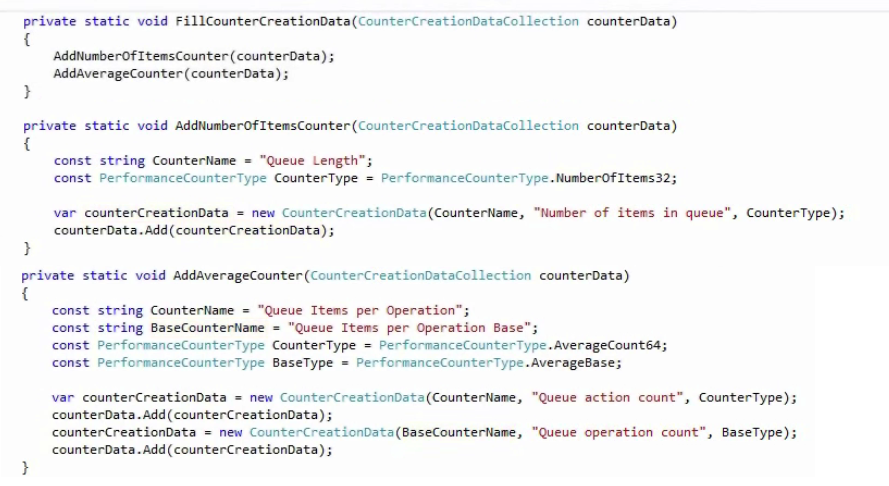 private static void FillCounterCreationData(CounterCreationDataCollection counterData)
{
    AddNumberOfItemsCounter(counterData);
    AddAverageCounter(counterData);
}
private static void AddNumberOfItemsCounter(CounterCreationDataCollection counterData)
{
    const string CounterName = "Queue Length";
    const PerformanceCounterType CounterType = PerformanceCounterType.NumberOfItems32;
    var counterCreationData = new CounterCreationData(CounterName, "Number of items in queue", CounterType);
    counterData.Add(counterCreationData);
}
private static void AddAverageCounter(CounterCreationDataCollection counterData)
{
    const string CounterName = "Queue Items per Operation";
    const string BaseCounterName = "Queue Items per Operation Base";
    const PerformanceCounterType CounterType = PerformanceCounterType.AverageCount64;
    const PerformanceCounterType BaseType = PerformanceCounterType.AverageBase;
    var counterCreationData = new CounterCreationData(CounterName, "Queue action count", CounterType);
    counterData.Add(counterCreationData);
    counterCreationData = new CounterCreationData(BaseCounterName, "Queue operation count", BaseType);
    counterData.Add(counterCreationData);
}